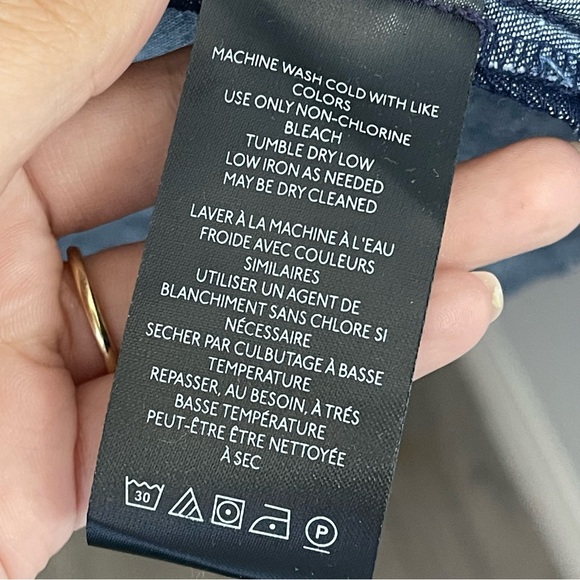 MACHINE WASH COLD WITH LIKE
COLORS
USE ONLY NON-CHLORINE
BLEACH
TUMBLE DRY LOW
LOW IRON AS NEEDED
MAY BE DRY CLEANED
LAVER À LA MACHINE À L'EAU
FROIDE AVEC COULEURS
SIMILAIRES
UTILISER UN AGENT DE
BLANCHIMENT SANS CHLORE SI
NÉCESSAIRE
SECHER PAR CULBUTAGE À BASSE
TEMPERATURE
REPASSER, AU BESOIN, À TRÉS
BASSE TEMPÉRATURE
PEUT-ÊTRE ÊTRE NETTOYÉE
À SEC
30 P